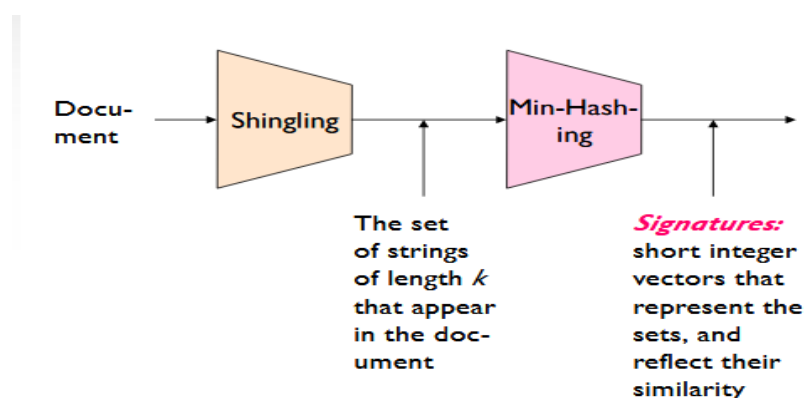 Docu-
ment
Shingling
Min-Hash-
ing
The set
of strings
of length k
that appear
in the doc-
ument
Signatures:
short integer
vectors that
represent the
sets, and
reflect their
similarity